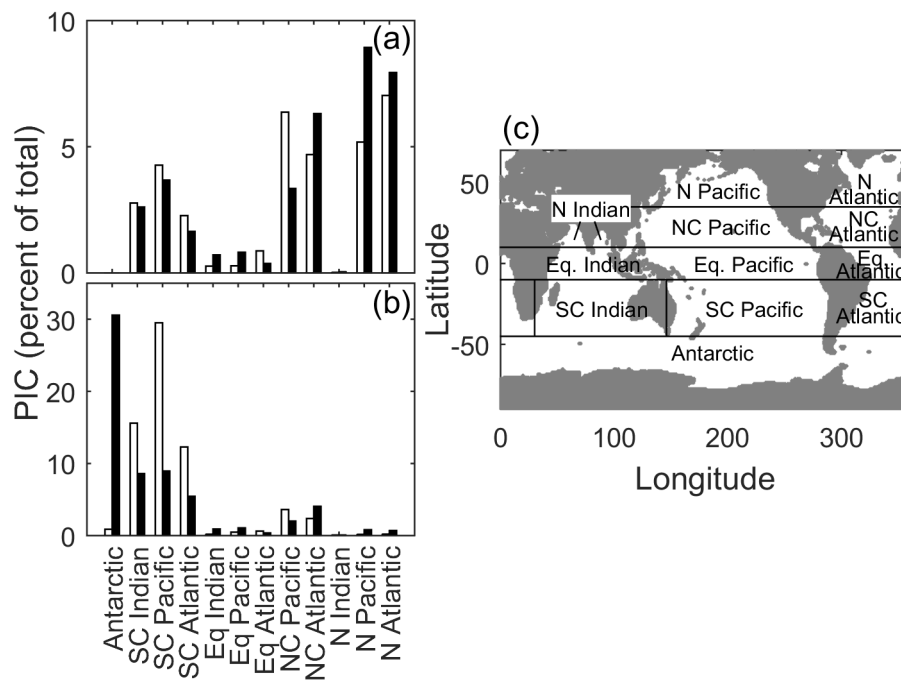 10
5
0
(a)
30
20
10
0
(b)
PIC (percent of total)
Antarctic
SC Indian
SC Pacific
SC Atlantic
Eq Indian
Eq Pacific
Eq Atlantic
NC Pacific
NC Atlantic
N Indian
N Pacific
N Atlantic
(c)
50
0
-50
Latitude
N Pacific
N
Atlantic
N Indian
NC Pacific
NC
Atlantic
Eq. Indian
Eq. Pacific
Eq.
Atlantic
SC Indian
SC Pacific
SC
Atlantic
Antarctic
0
100
200
300
Longitude